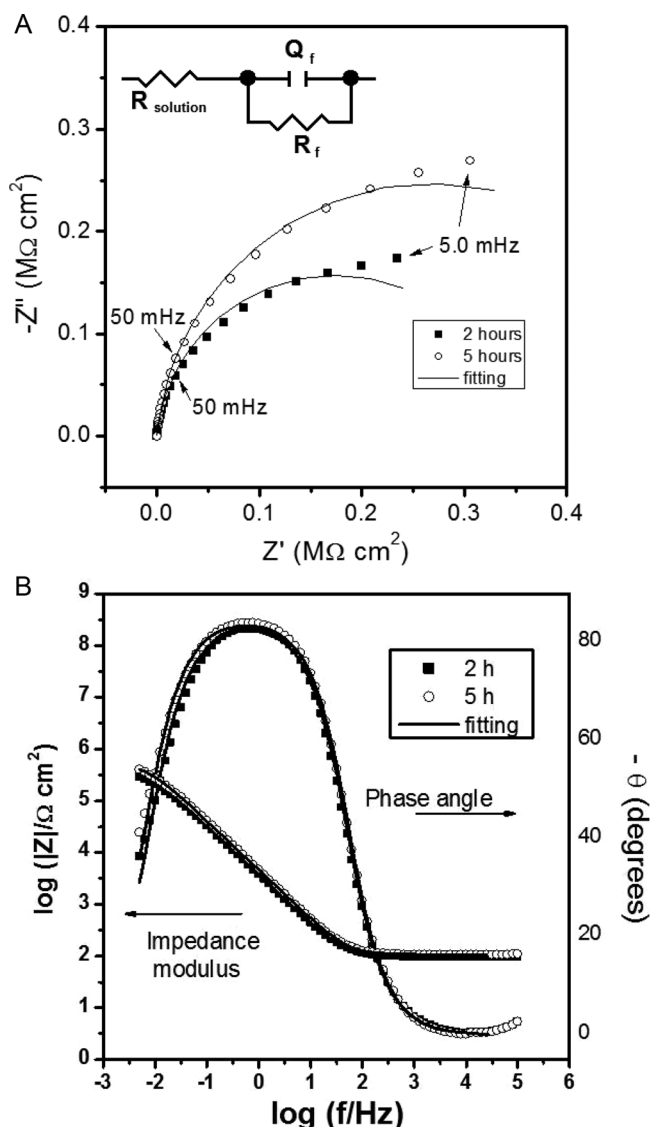 A
0.4
0.3
0.2
0.1
0.0
-Z" (MΩ cm²)
Q f
R solution
R f
50 mHz
50 mHz
5.0 mHz
2 hours
5 hours
fitting
0.0 0.1 0.2 0.3 0.4
Z' (MΩ cm²)
B
9
8
7
6
5
4
3
2
1
0
log (|Z|/Ω cm²)
2 h
5 h
fitting
Phase angle
Impedance
modulus
80
60
40
20
0
- θ (degrees)
-3 -2 -1 0 1 2 3 4 5 6
log (f/Hz)